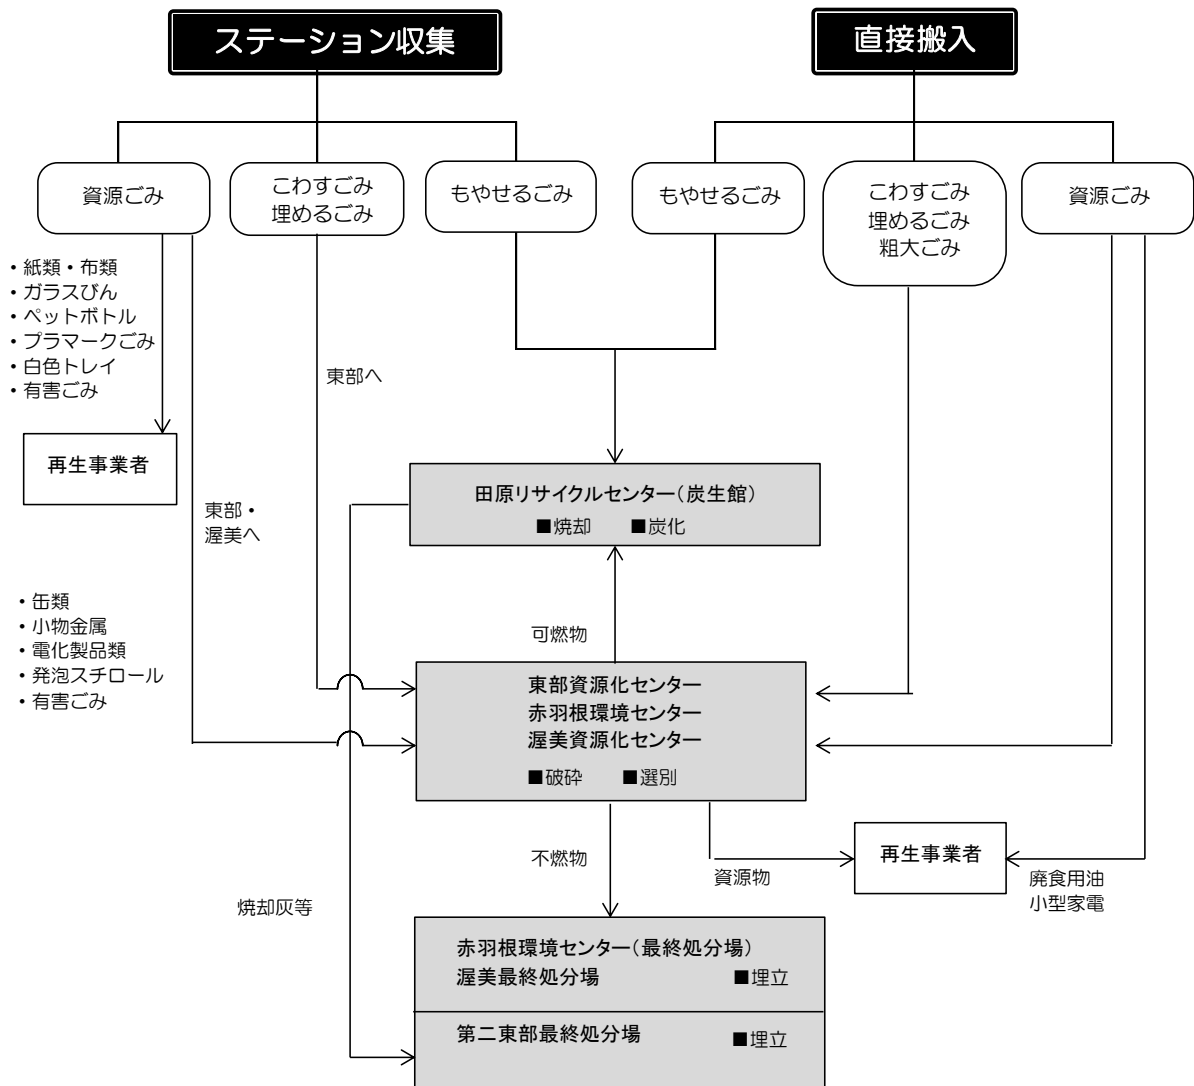 ステーション収集
直接搬入
資源ごみ
こわすごみ
埋めるごみ
もやせるごみ
もやせるごみ
こわすごみ
埋めるごみ
粗大ごみ
資源ごみ
・紙類・布類
・ガラスびん
・ペットボトル
・プラマークごみ
・白色トレイ
・有害ごみ
東部へ
再生事業者
田原リサイクルセンター（炭生館）
■焼却 ■炭化
東部・
渥美へ
・缶類
・小物金属
・電化製品類
・発泡スチロール
・有害ごみ
可燃物
東部資源化センター
赤羽根環境センター
渥美資源化センター
■破砕 ■選別
不燃物
資源物
再生事業者
廃食用油
小型家電
焼却灰等
赤羽根環境センター（最終処分場）
渥美最終処分場 ■埋立
第二東部最終処分場 ■埋立